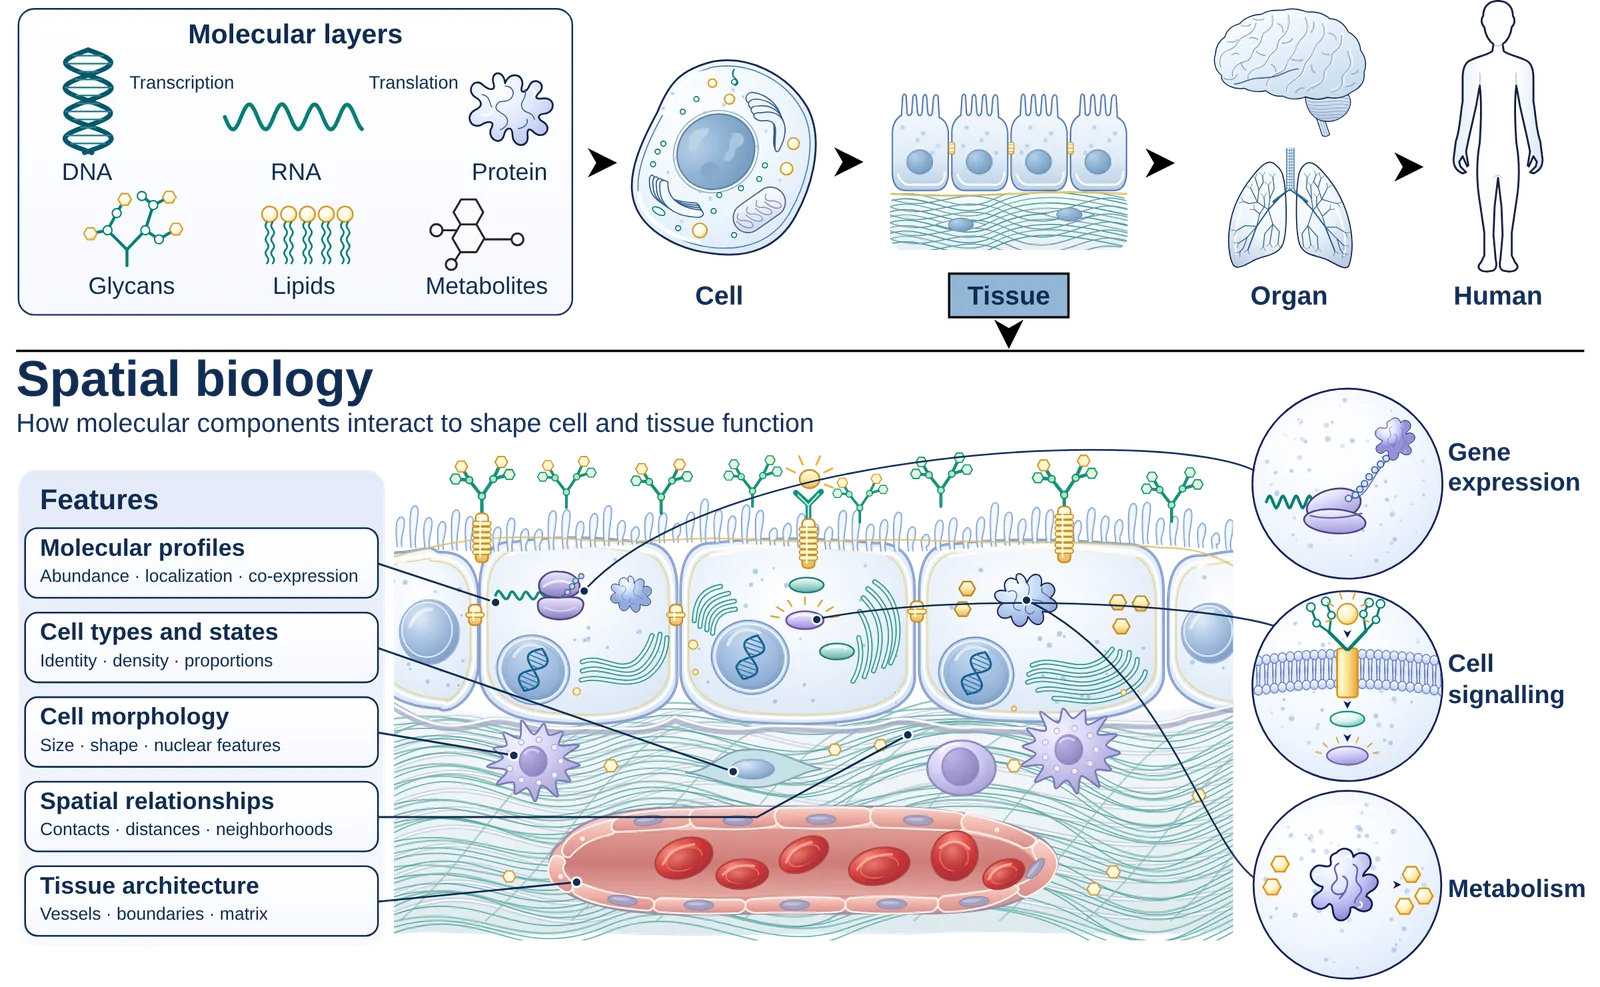 Molecular layers
Transcription
Translation
DNA
RNA
Protein
Glycans
Lipids
Metabolites
Cell
Tissue
Organ
Human
Spatial biology
How molecular components interact to shape cell and tissue function
Features
Molecular profiles
Abundance · localization · co-expression
Cell types and states
Identity · density · proportions
Cell morphology
Size · shape · nuclear features
Spatial relationships
Contacts · distances · neighborhoods
Tissue architecture
Vessels · boundaries · matrix
Gene
expression
Cell
signalling
Metabolism